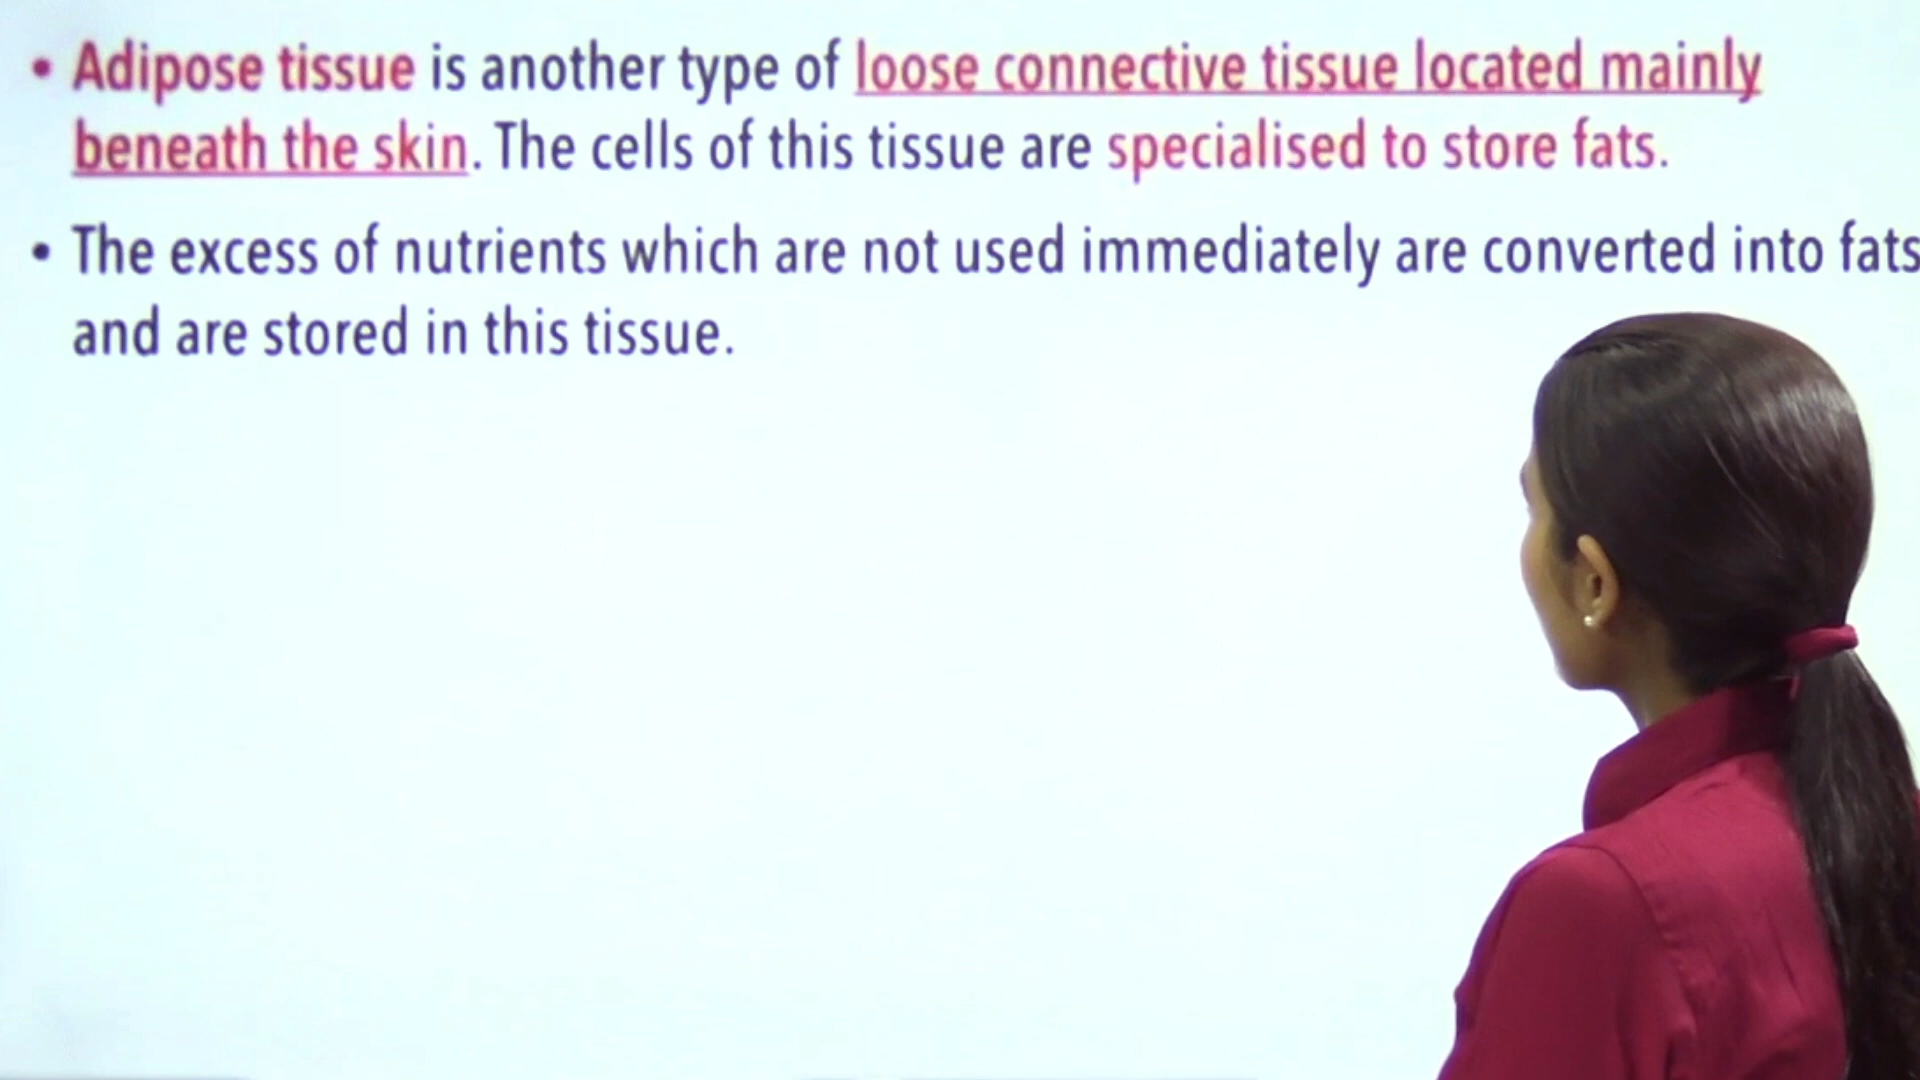 • Adipose tissue is another type of loose connective tissue located mainly
beneath the skin. The cells of this tissue are specialised to store fats.
• The excess of nutrients which are not used immediately are converted into fats
and are stored in this tissue.